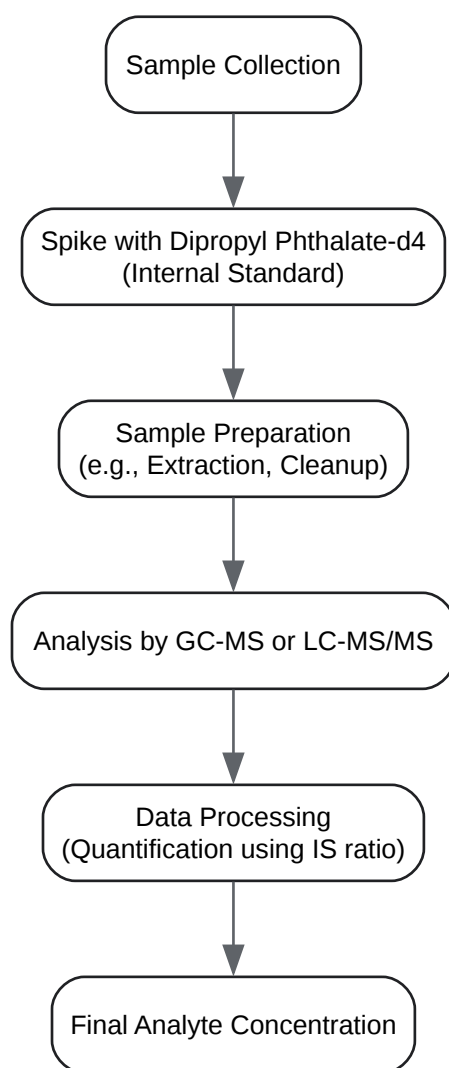 Sample Collection
Spike with Dipropyl Phthalate-d4
(Internal Standard)
Sample Preparation
(e.g., Extraction, Cleanup)
Analysis by GC-MS or LC-MS/MS
Data Processing
(Quantification using IS ratio)
Final Analyte Concentration